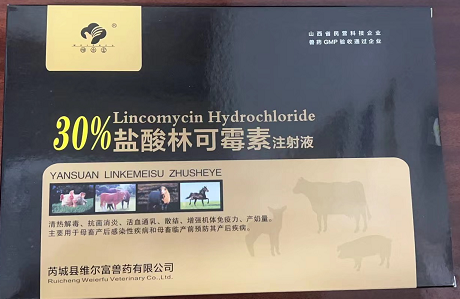 山西省民营科技企业
兽药GMP验收通过企业
Lincomycin Hydrochloride
30%盐酸林可霉素注射液
YANSUAN LINKEMEISU ZHUSHEYE
清热解毒、抗菌消炎、活血通乳、散结、增强机体免疫力、产奶量。
主要用于母畜产后感染性疾病和母畜临产前预防其产后疾病。
芮城县维尔富兽药有限公司
Ruicheng Weierfu Veterinary Co.,Ltd.